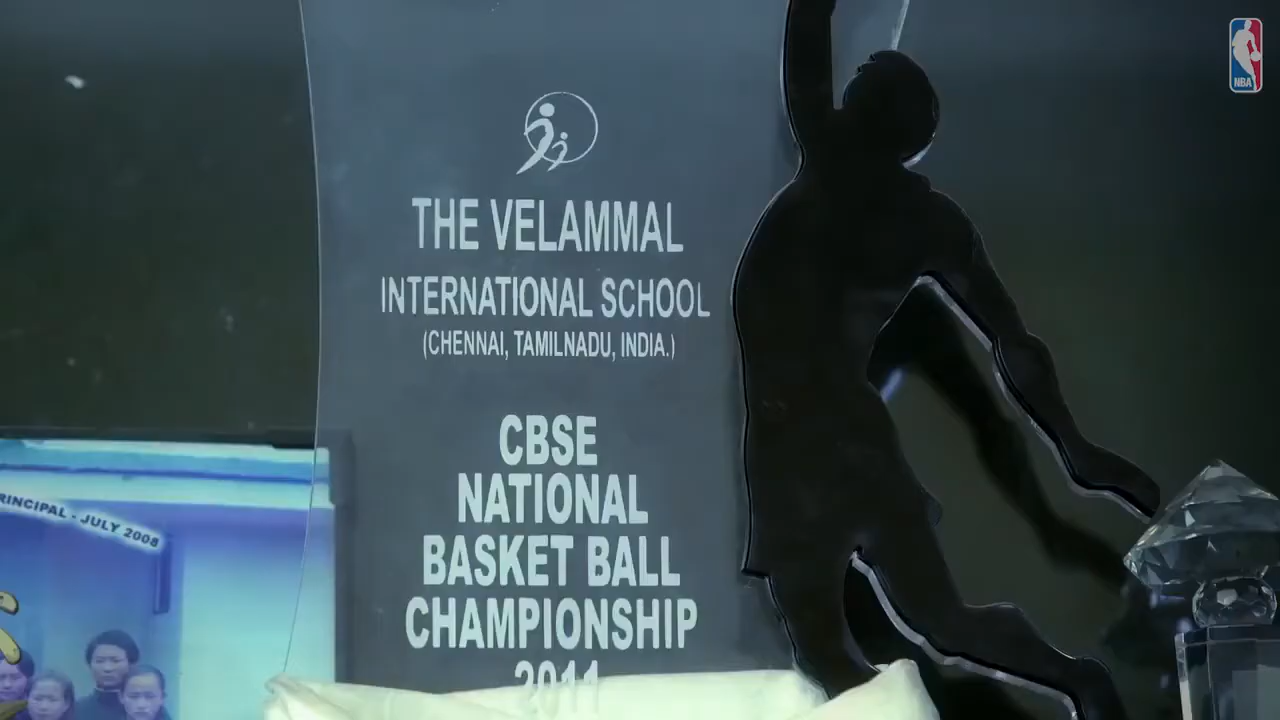 NBA
THE VELAMMAL
INTERNATIONAL SCHOOL
(CHENNAI, TAMILNADU, INDIA.)
CBSE
NATIONAL
BASKET BALL
CHAMPIONSHIP
2011
RINCIPAL - JULY 2008